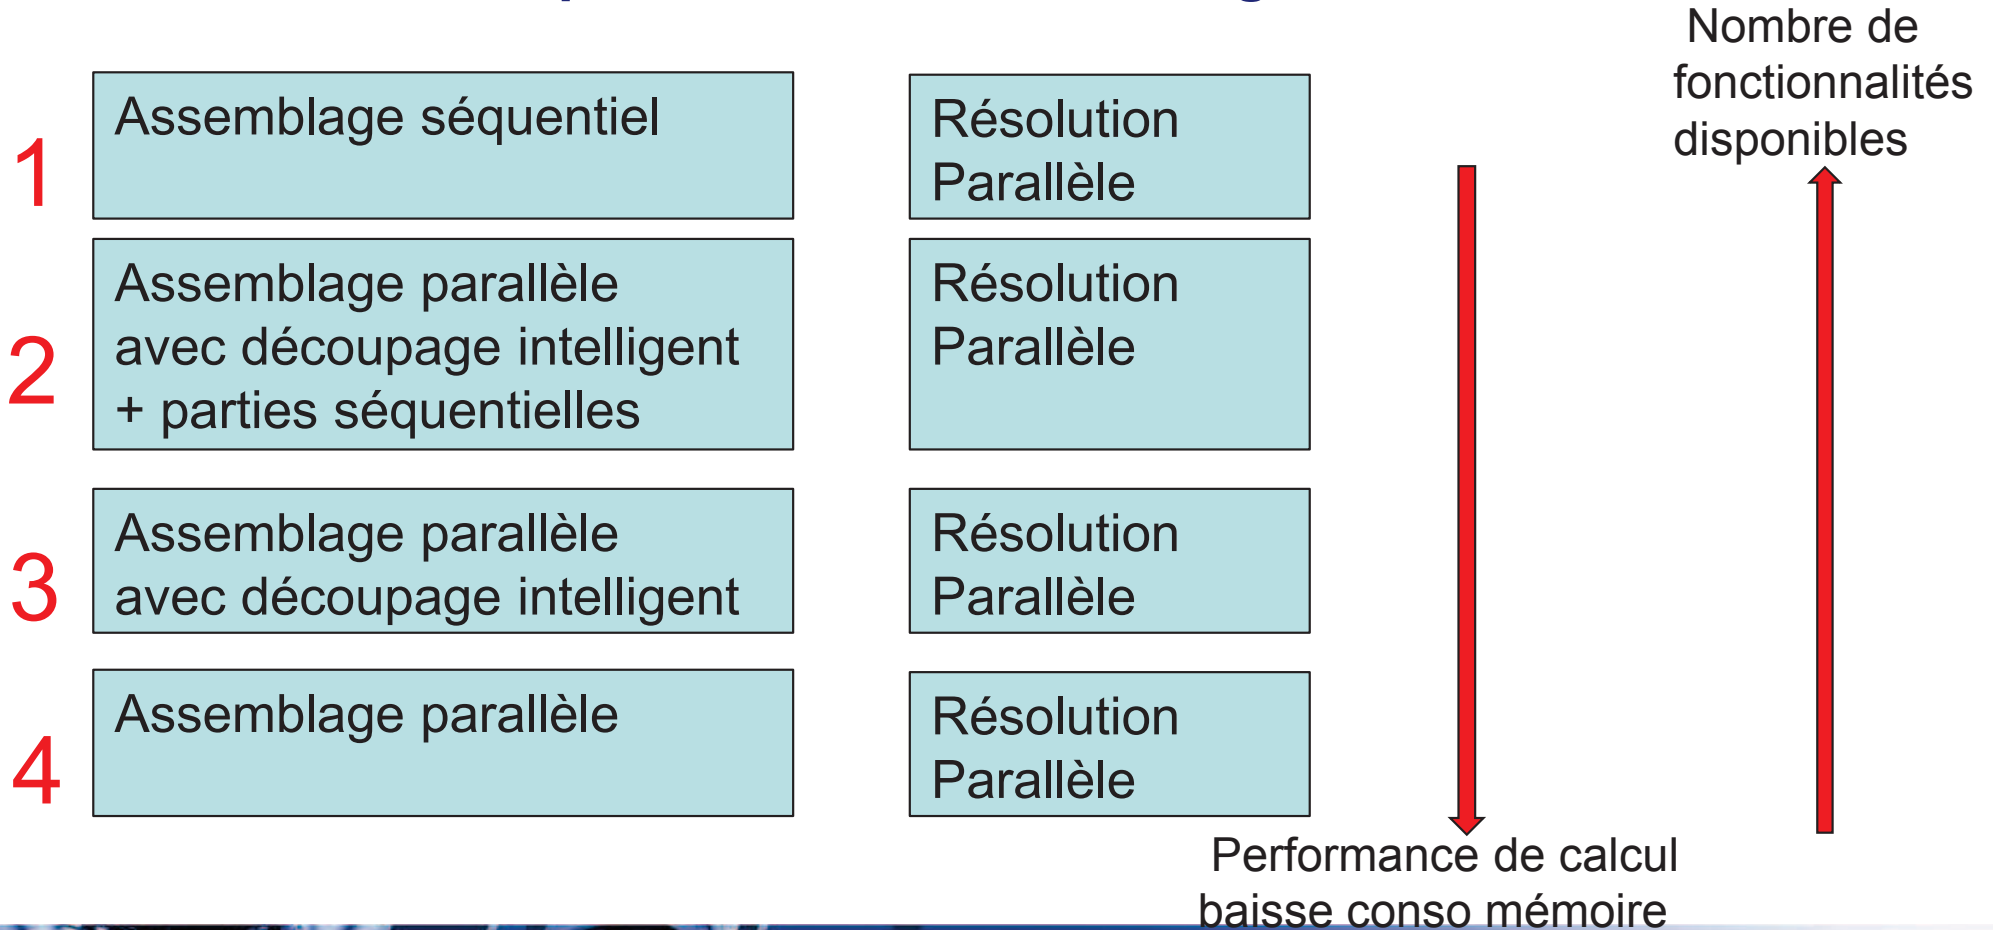 Nombre de
fonctionnalités
disponibles
1
Assemblage séquentiel
Résolution
Parallèle
2
Assemblage parallèle
avec découpage intelligent
+ parties séquentielles
Résolution
Parallèle
3
Assemblage parallèle
avec découpage intelligent
Résolution
Parallèle
4
Assemblage parallèle
Résolution
Parallèle
Performance de calcul
baisse conso mémoire